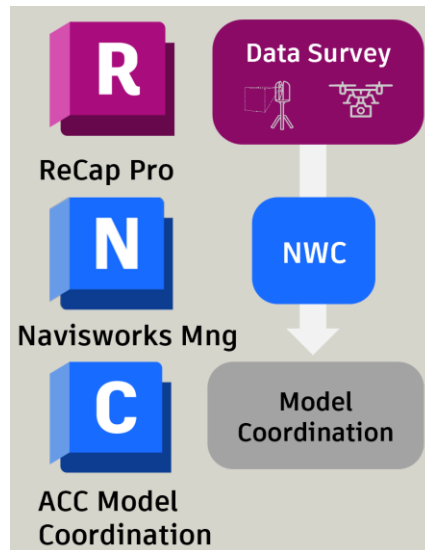 R
Data Survey
ReCap Pro
N
NWC
Navisworks Mng
C
Model
Coordination
ACC Model
Coordination